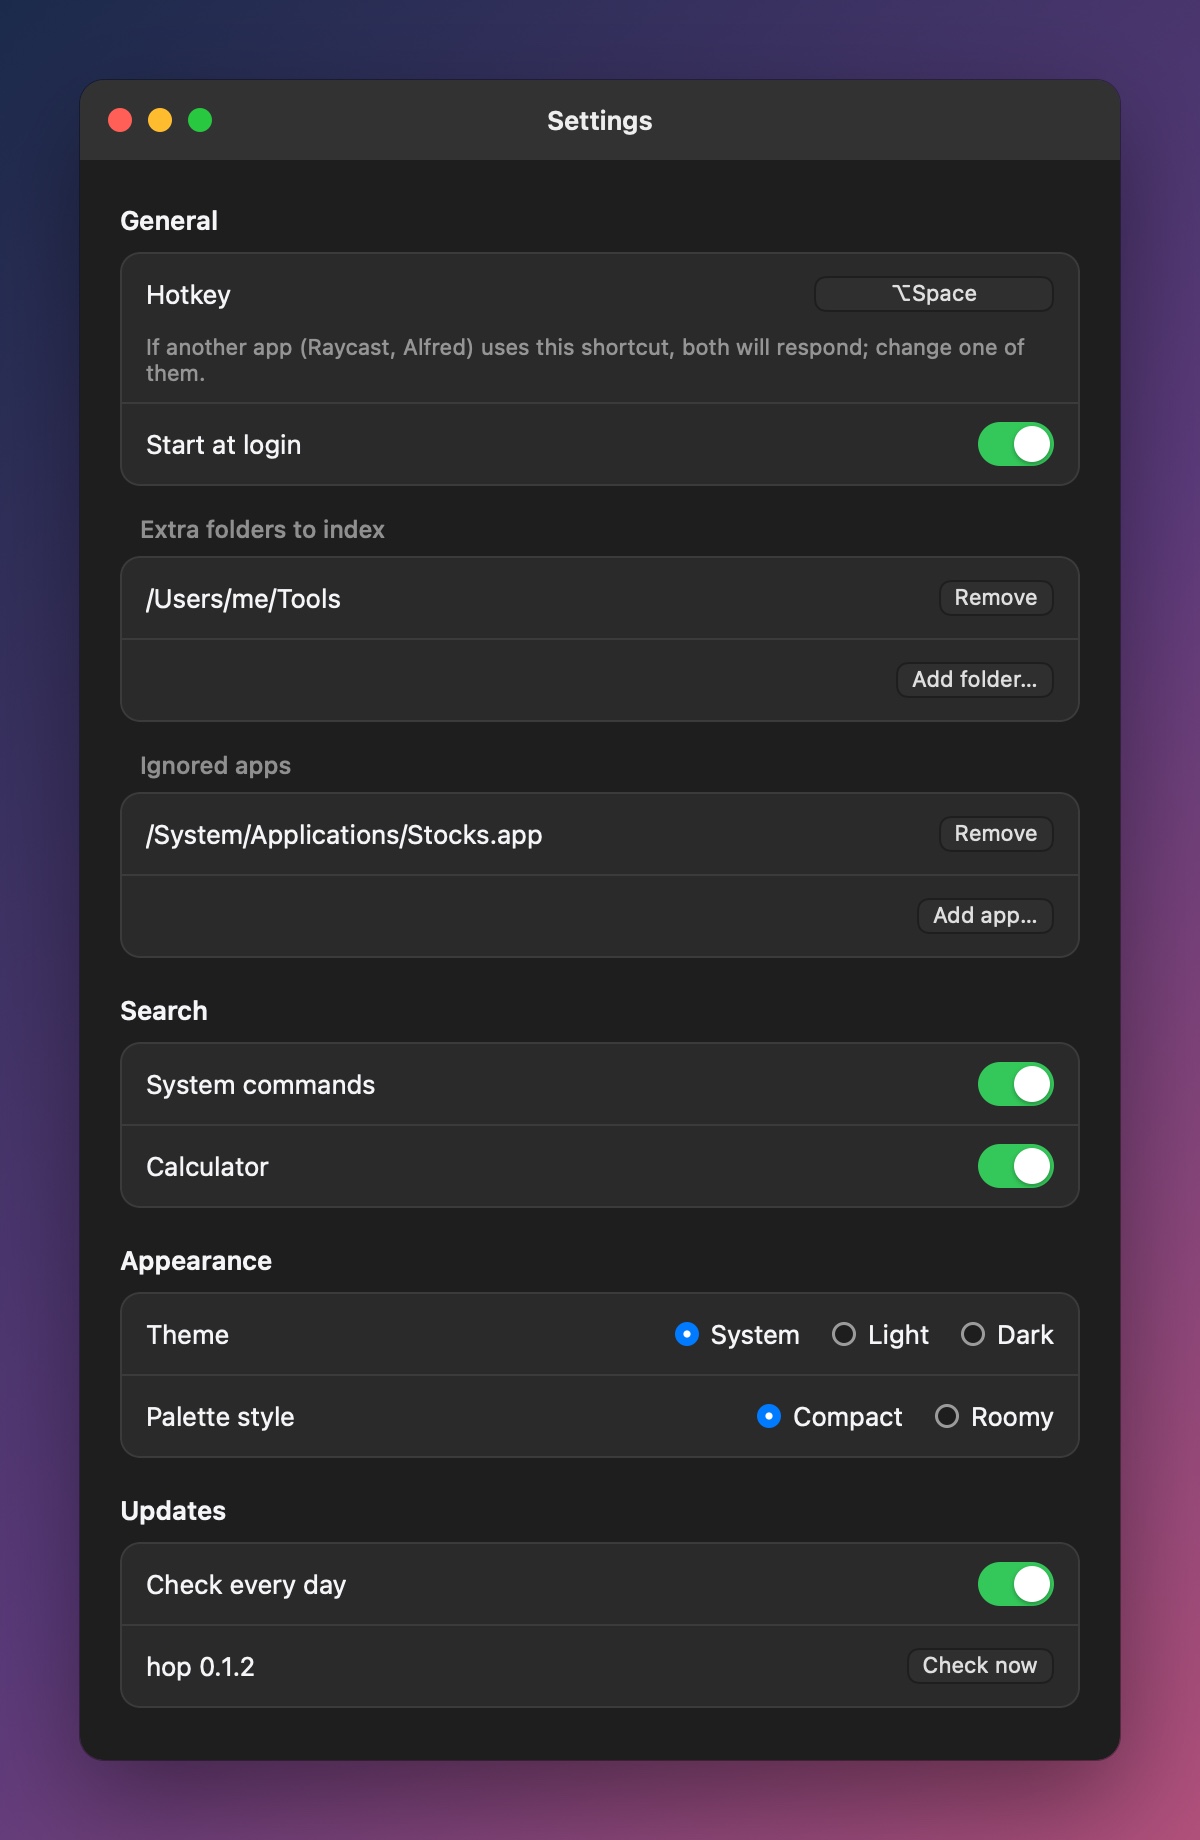 Settings
General
Hotkey
⌥Space
If another app (Raycast, Alfred) uses this shortcut, both will respond; change one of
them.
Start at login
Extra folders to index
/Users/me/Tools
Remove
Add folder...
Ignored apps
/System/Applications/Stocks.app
Remove
Add app...
Search
System commands
Calculator
Appearance
Theme
System
Light
Dark
Palette style
Compact
Roomy
Updates
Check every day
hop 0.1.2
Check now